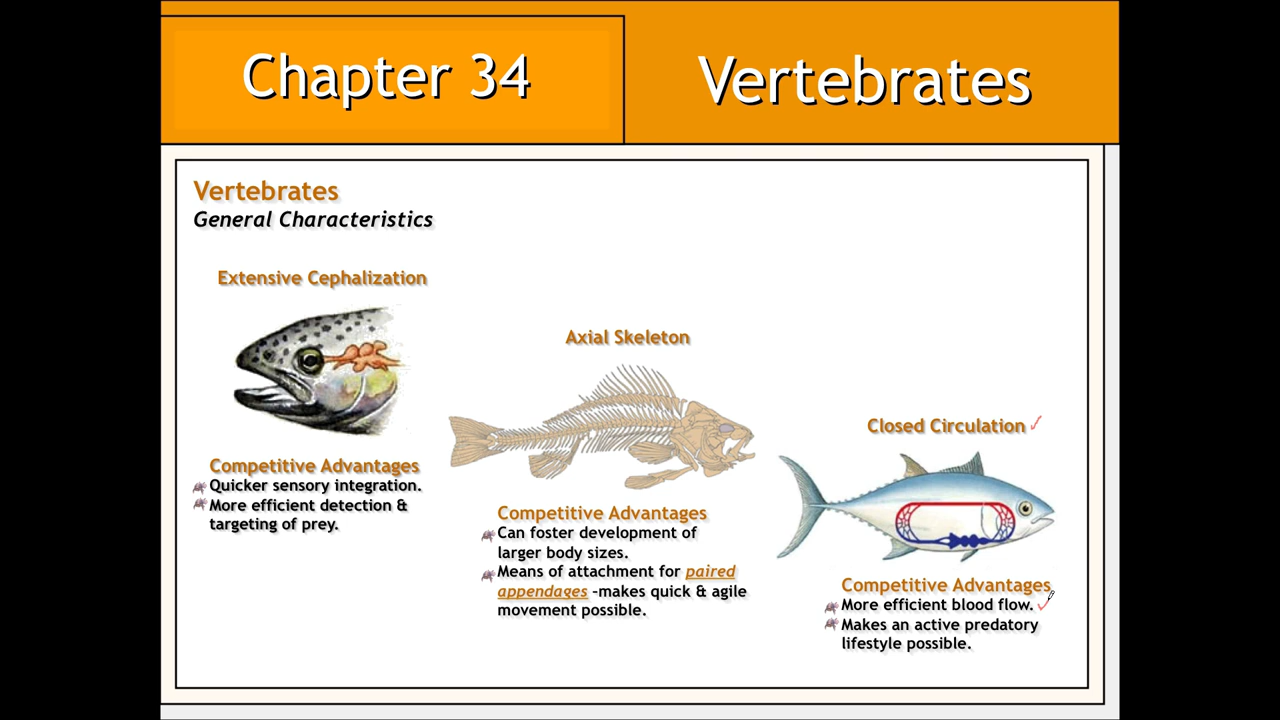 Chapter 34
Vertebrates
Vertebrates
General Characteristics
Extensive Cephalization
Competitive Advantages
Quicker sensory integration.
More efficient detection &
targeting of prey.
Axial Skeleton
Competitive Advantages
Can foster development of
larger body sizes.
Means of attachment for paired
appendages -makes quick & agile
movement possible.
Closed Circulation
Competitive Advantages
More efficient blood flow.
Makes an active predatory
lifestyle possible.